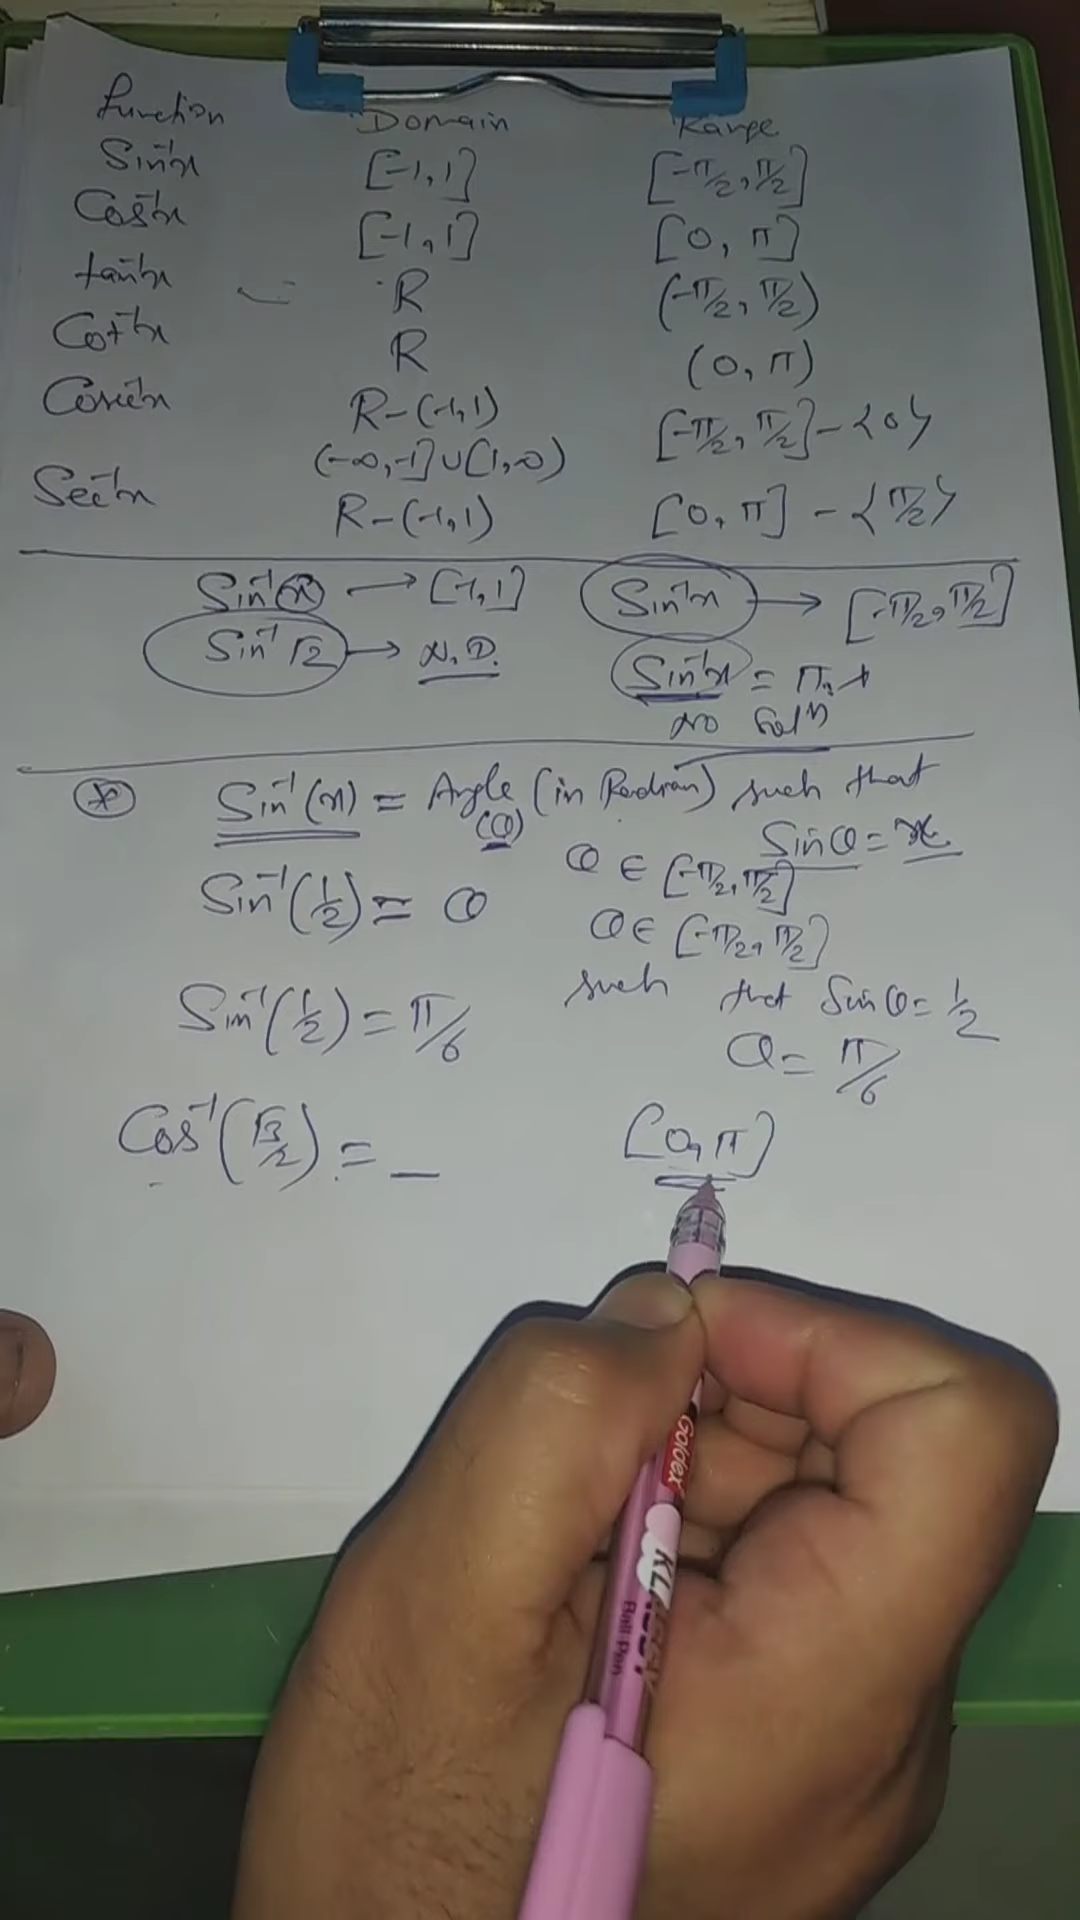 Function Domain Range
Sin⁻¹x [-1,1] [-π/2, π/2]
Cos⁻¹x [-1,1] [0, π]
tan⁻¹x R (-π/2, π/2)
Cot⁻¹x R (0, π)
Cosec⁻¹x R-(-1,1) [-π/2, π/2]-{0}
(-∞,-1]∪[1,∞)
Sec⁻¹x R-(-1,1) [0, π] - {π/2}
Sin⁻¹(x) → [-1,1] Sin⁻¹x → [-π/2, π/2]
Sin⁻¹√2 → N.D. Sin⁻¹x = π
no Solⁿ
Sin⁻¹(x) = Angle (in Radian) such that
(θ) Sinθ = x
θ ∈ [-π/2, π/2]
Sin⁻¹(1/2) = θ θ ∈ [-π/2, π/2]
such that Sinθ = 1/2
Sin⁻¹(1/2) = π/6 θ = π/6
Cos⁻¹(√3/2) = _ [0, π]
Goldex
KLASSY
Ball Pen